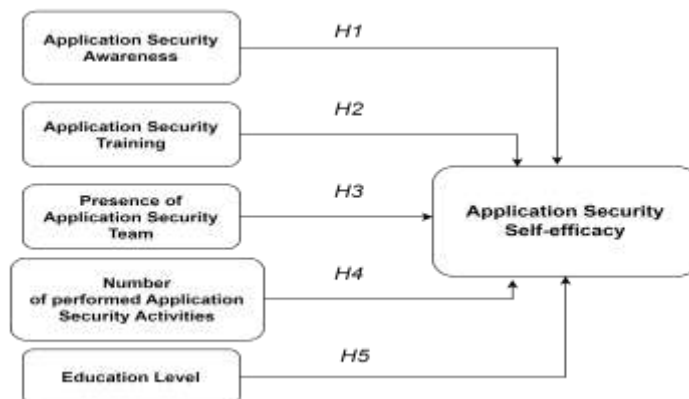 Application Security
Awareness
H1
Application Security
Training
H2
Presence of
Application Security
Team
H3
Application Security
Self-efficacy
Number
of performed Application
Security Activities
H4
Education Level
H5